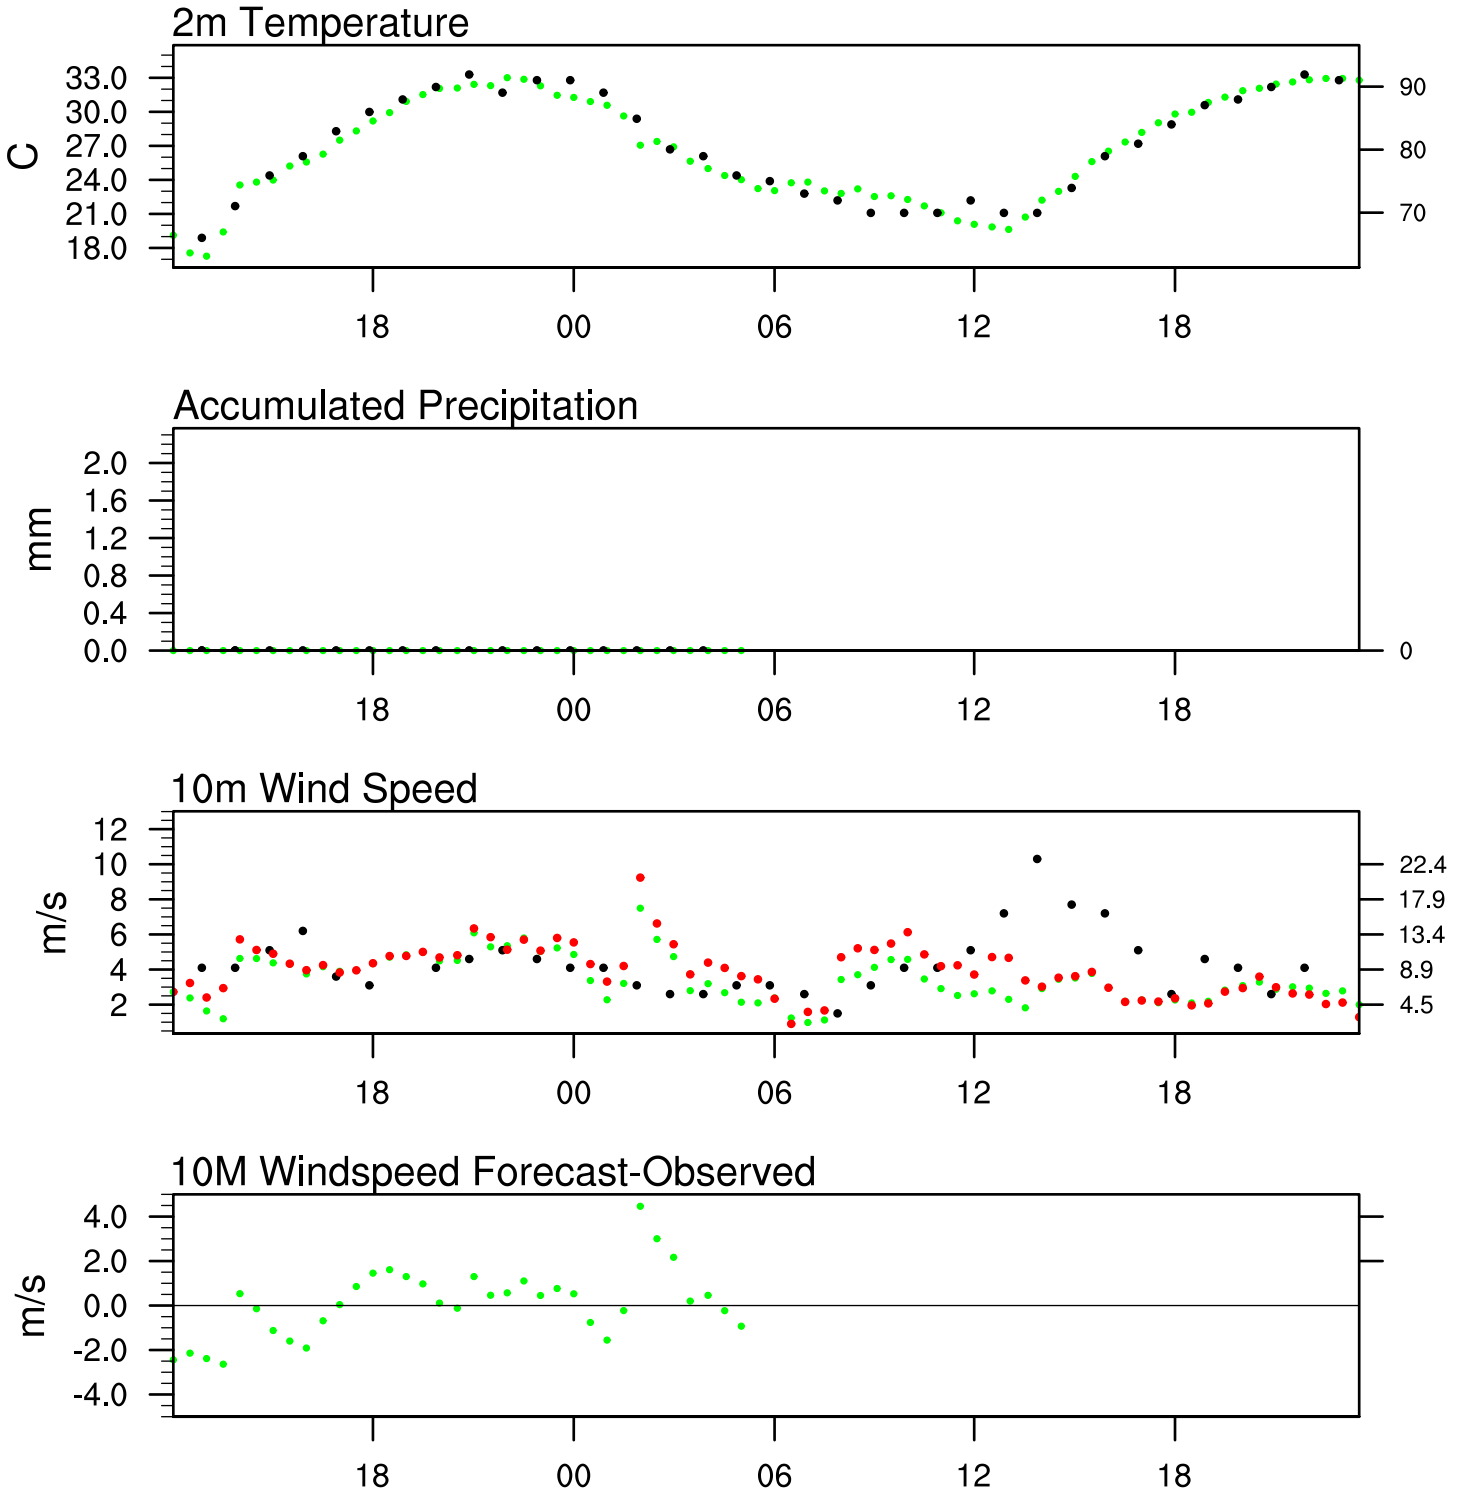 2m Temperature
33.0
30.0
27.0
24.0
21.0
18.0
C
90
80
70
18 00 06 12 18
Accumulated Precipitation
2.0
1.6
1.2
0.8
0.4
0.0
mm
0
18 00 06 12 18
10m Wind Speed
12
10
8
6
4
2
m/s
22.4
17.9
13.4
8.9
4.5
18 00 06 12 18
10M Windspeed Forecast-Observed
4.0
2.0
0.0
-2.0
-4.0
m/s
18 00 06 12 18